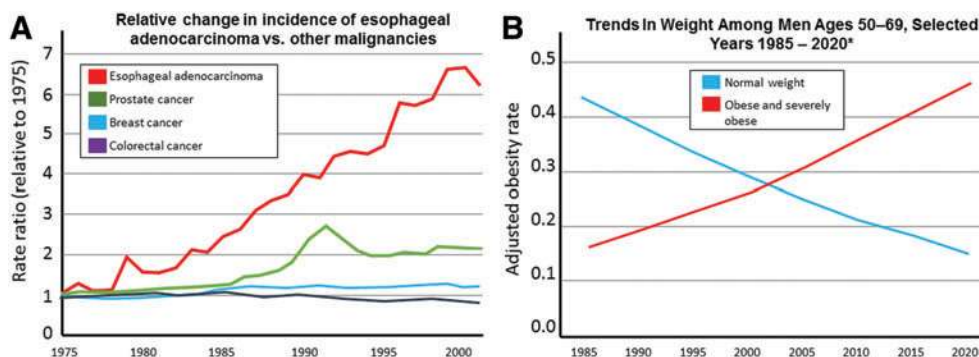 A
Relative change in incidence of esophageal
adenocarcinoma vs. other malignancies
Rate ratio (relative to 1975)
7
6
5
4
3
2
1
0
Esophageal adenocarcinoma
Prostate cancer
Breast cancer
Colorectal cancer
1975 1980 1985 1990 1995 2000
B
Trends In Weight Among Men Ages 50–69, Selected
Years 1985 – 2020*
Adjusted obesity rate
0.5
0.4
0.3
0.2
0.1
0.0
Normal weight
Obese and severely
obese
1985 1990 1995 2000 2005 2010 2015 2020